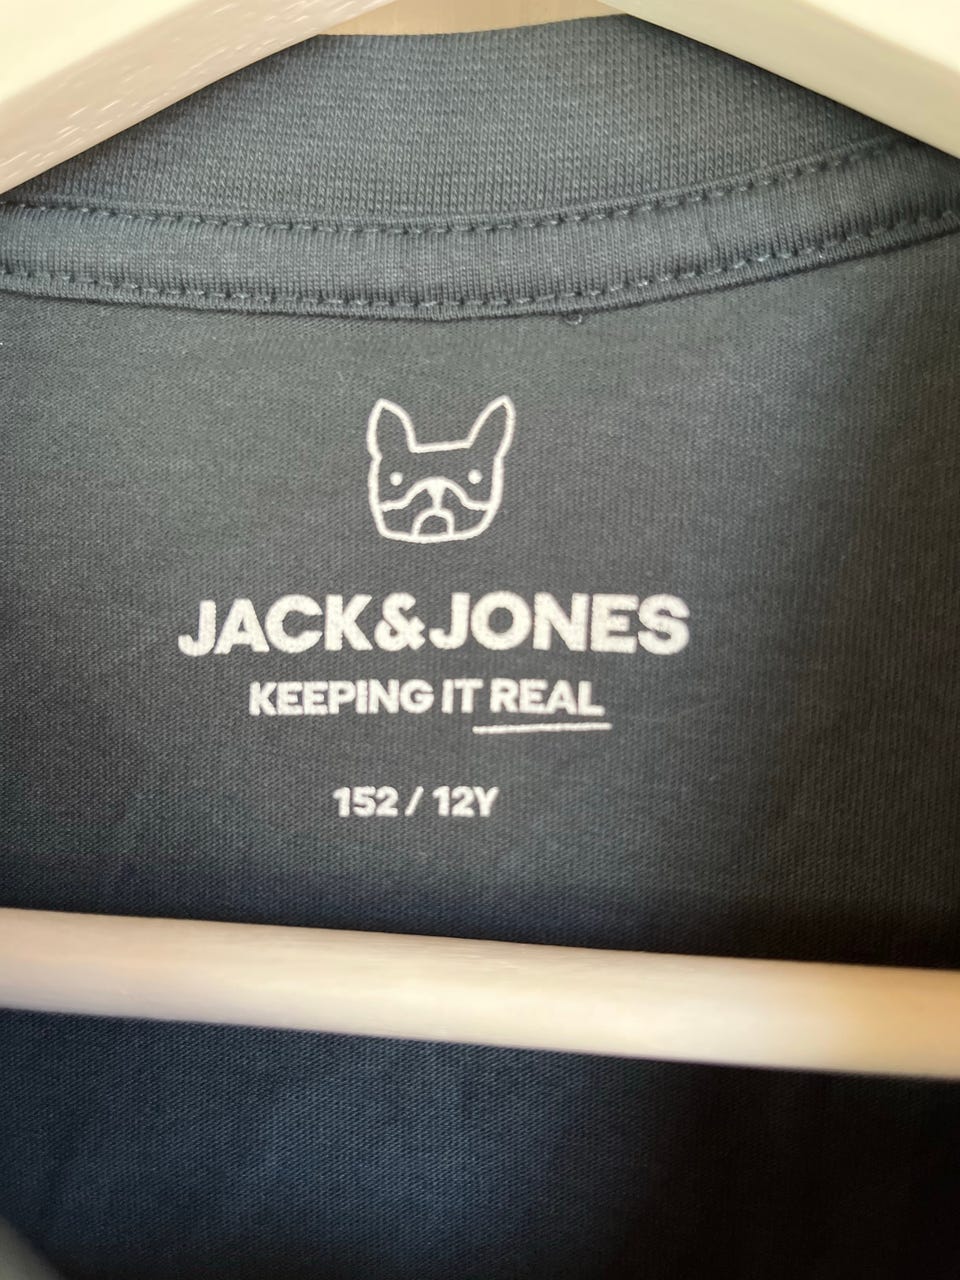 JACK&JONES
KEEPING IT REAL
152 / 12Y